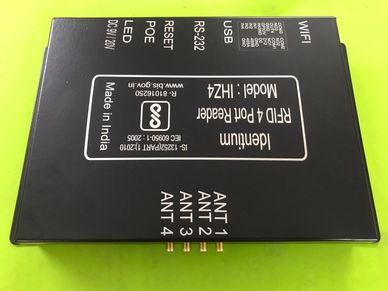 WIFI
USB
RS-232
RESET
POE
LED
DC 9V / 20V
Identium
RFID 4 Port Reader
Model : IHZ4
IS- 13252(PART 1):2010
IEC 60950-1 : 2005
R- 81016250
www.bis.gov.in
Made in India
ANT 1
ANT 2
ANT 3
ANT 4